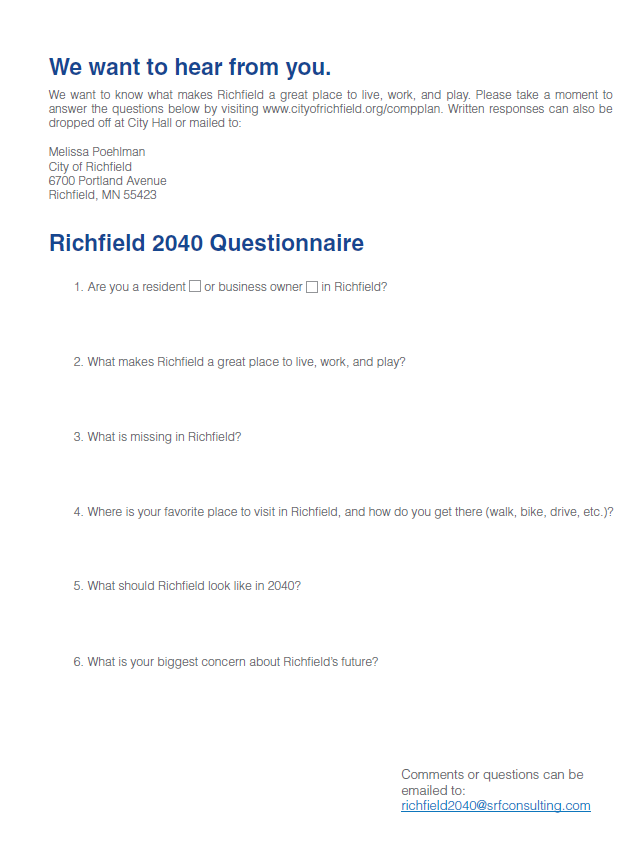 We want to hear from you.
We want to know what makes Richfield a great place to live, work, and play. Please take a moment to
answer the questions below by visiting www.cityofrichfield.org/compplan. Written responses can also be
dropped off at City Hall or mailed to:
Melissa Poehlman
City of Richfield
6700 Portland Avenue
Richfield, MN 55423
Richfield 2040 Questionnaire
1. Are you a resident ☐ or business owner ☐ in Richfield?
2. What makes Richfield a great place to live, work, and play?
3. What is missing in Richfield?
4. Where is your favorite place to visit in Richfield, and how do you get there (walk, bike, drive, etc.)?
5. What should Richfield look like in 2040?
6. What is your biggest concern about Richfield's future?
Comments or questions can be
emailed to:
richfield2040@srfconsulting.com